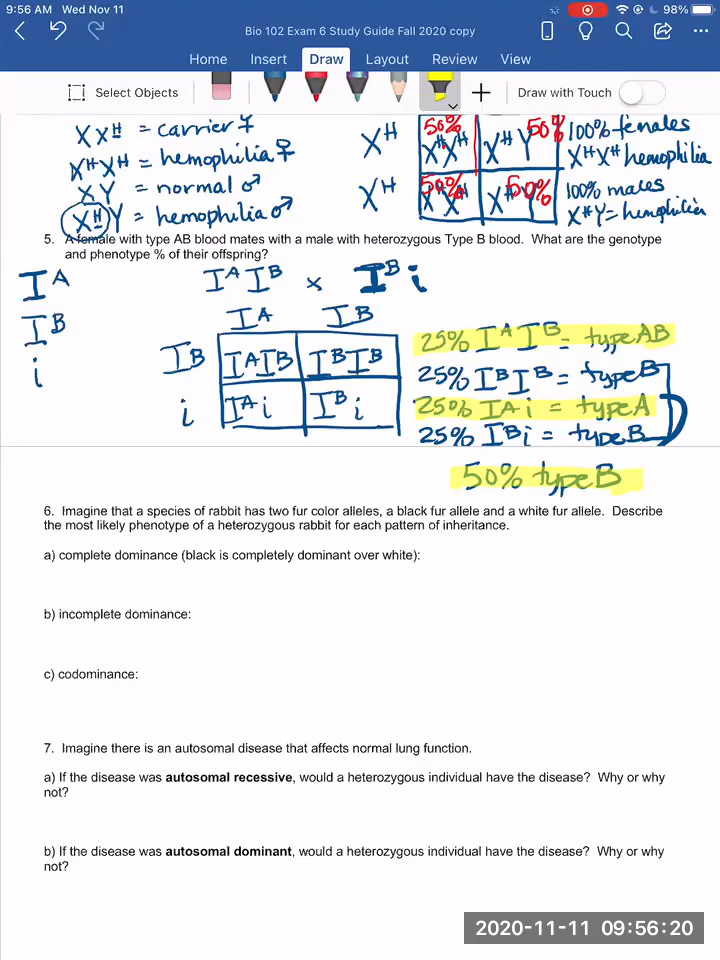 9:56 AM Wed Nov 11 98%
Bio 102 Exam 6 Study Guide Fall 2020 copy
Home Insert Draw Layout Review View
Select Objects Draw with Touch
X Xᴴ = carrier ♀
XᴴXᴴ = hemophilia ♀
X Y = normal ♂
XᴴY = hemophilia ♂
Xᴴ 50% XᴴXᴴ XᴴY 50%
Xᴴ 50% XᴴXᴴ XᴴY 50%
100% females
XᴴXᴴ hemophilia
100% males
XᴴY = hemophilia
5. A female with type AB blood mates with a male with heterozygous Type B blood. What are the genotype
and phenotype % of their offspring?
Iᴬ
Iᴮ
i
IᴬIᴮ x Iᴮi
Iᴬ Iᴮ
Iᴮ IᴬIᴮ IᴮIᴮ
i Iᴬi Iᴮi
25% IᴬIᴮ = type AB
25% IᴮIᴮ = type B
25% Iᴬi = type A
25% Iᴮi = type B
50% type B
6. Imagine that a species of rabbit has two fur color alleles, a black fur allele and a white fur allele. Describe
the most likely phenotype of a heterozygous rabbit for each pattern of inheritance.
a) complete dominance (black is completely dominant over white):
b) incomplete dominance:
c) codominance:
7. Imagine there is an autosomal disease that affects normal lung function.
a) If the disease was autosomal recessive, would a heterozygous individual have the disease? Why or why
not?
b) If the disease was autosomal dominant, would a heterozygous individual have the disease? Why or why
not?
2020-11-11 09:56:20